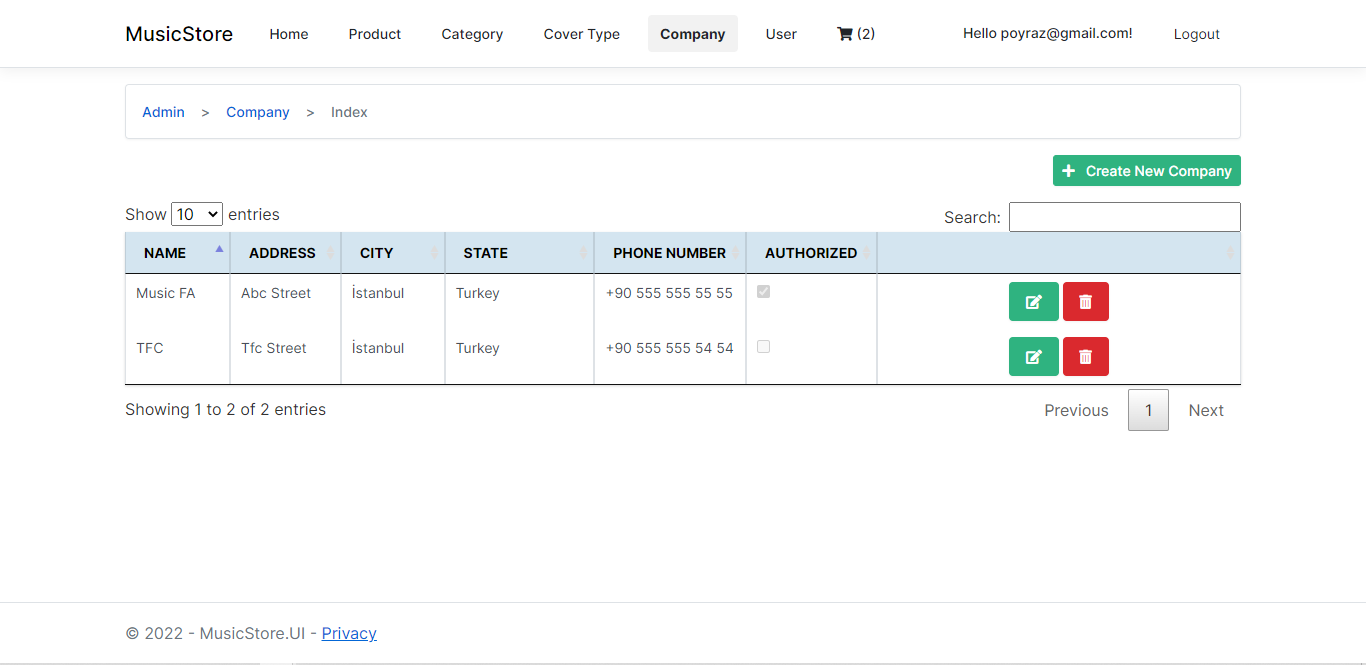 MusicStore Home Product Category Cover Type Company User (2) Hello poyraz@gmail.com! Logout
Admin > Company > Index
+ Create New Company
Show 10 entries Search:
NAME ADDRESS CITY STATE PHONE NUMBER AUTHORIZED
Music FA Abc Street İstanbul Turkey +90 555 555 55 55
TFC Tfc Street İstanbul Turkey +90 555 555 54 54
Showing 1 to 2 of 2 entries Previous 1 Next
© 2022 - MusicStore.UI - Privacy